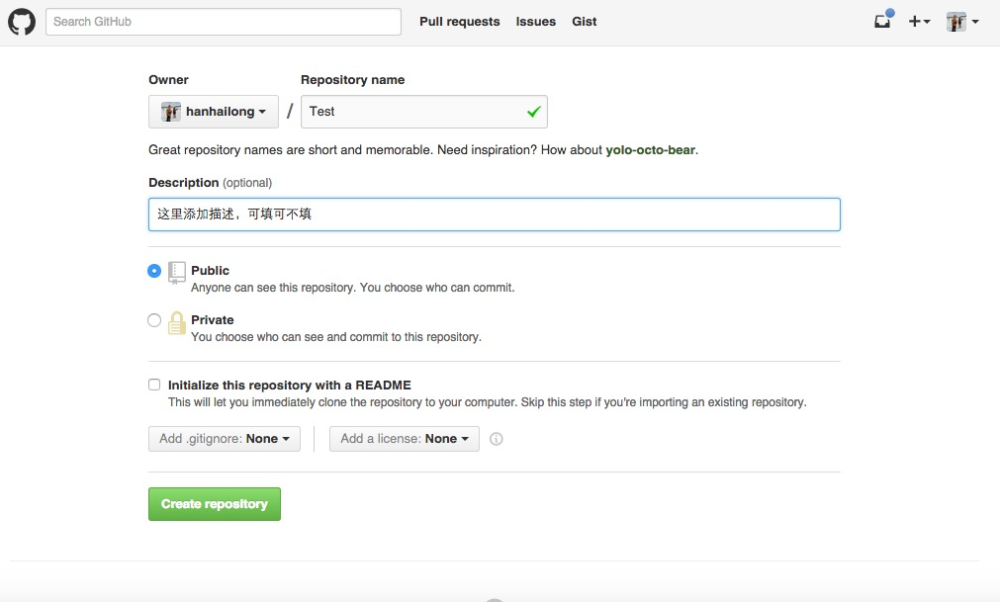 Search GitHub
Pull requests Issues Gist
Owner Repository name
hanhailong / Test
Great repository names are short and memorable. Need inspiration? How about yolo-octo-bear.
Description (optional)
这里添加描述，可填可不填
Public
Anyone can see this repository. You choose who can commit.
Private
You choose who can see and commit to this repository.
Initialize this repository with a README
This will let you immediately clone the repository to your computer. Skip this step if you're importing an existing repository.
Add .gitignore: None Add a license: None
Create repository